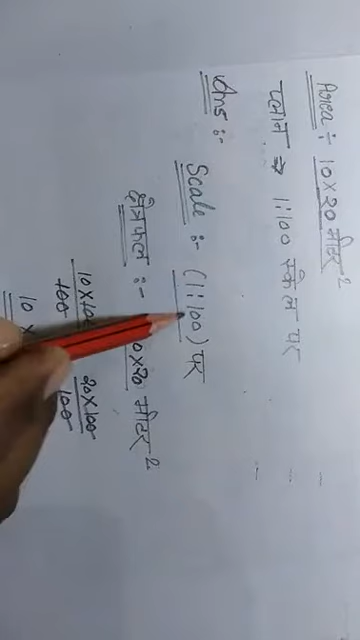 Area÷ 10×20 मीटर²
प्लान → 1:100 स्केल पर
Ans:-
Scale:- (1:100) पर
क्षेत्रफल:- 10×20 मीटर²
10×100 20×100
100 100
10 ×